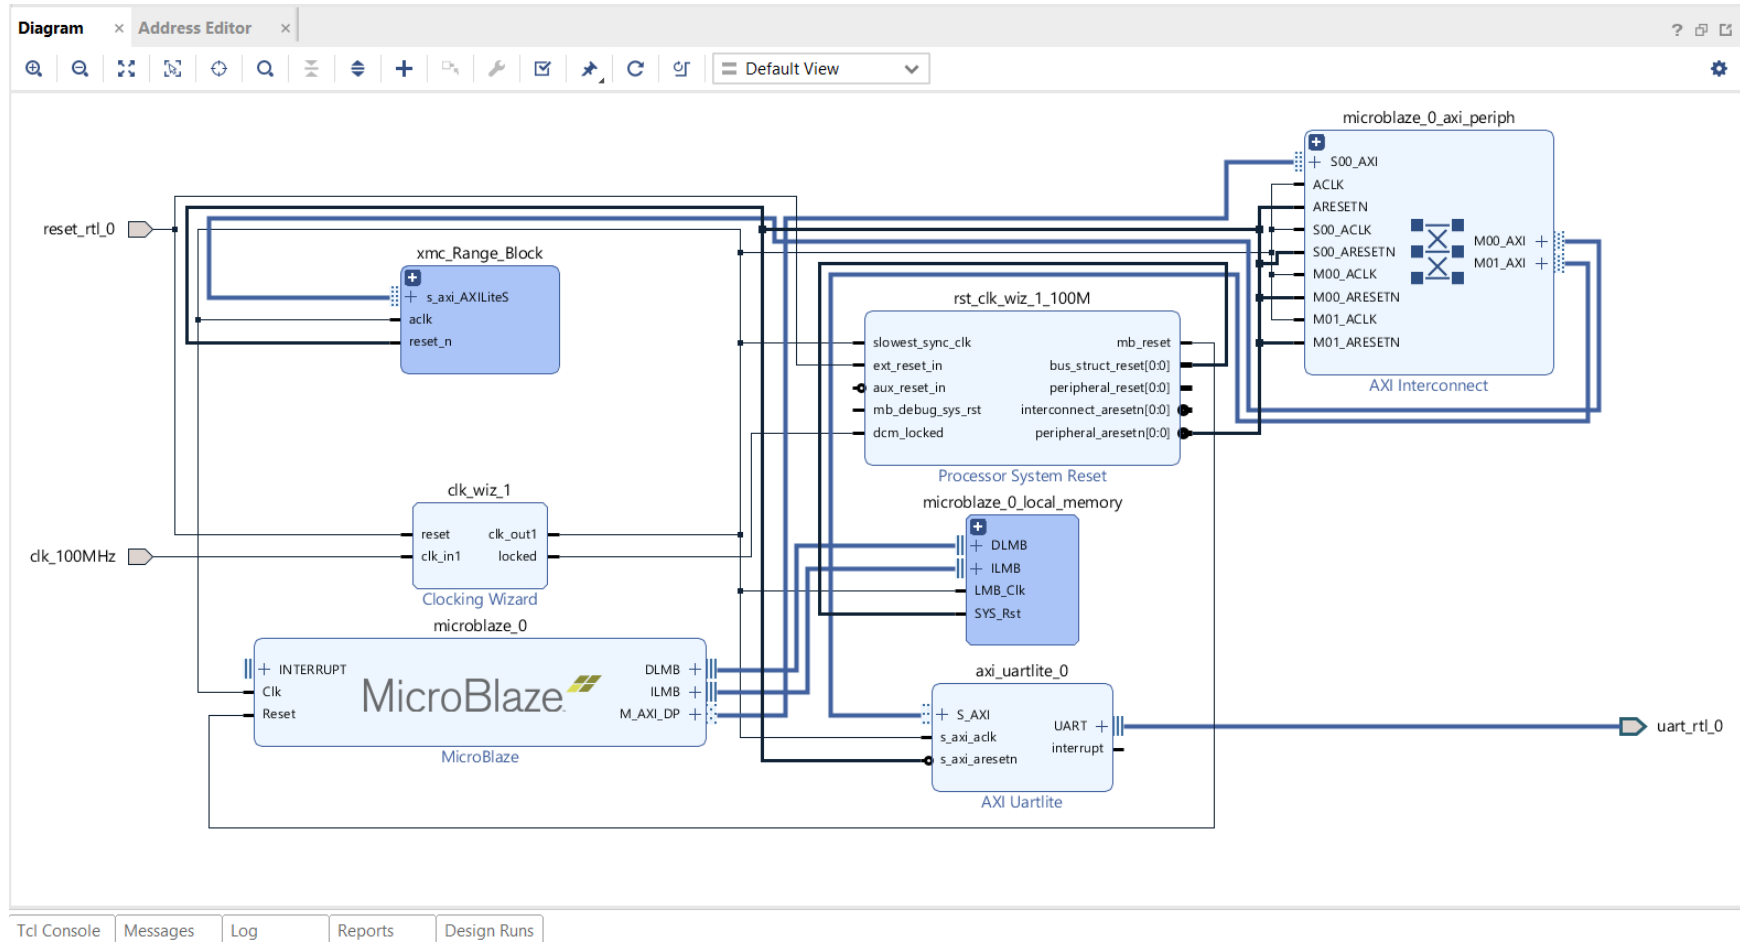 Diagram × Address Editor ×
? 
Default View
microblaze_0_axi_periph
S00_AXI
ACLK
ARESETN
S00_ACLK
S00_ARESETN
M00_ACLK
M00_ARESETN
M01_ACLK
M01_ARESETN
M00_AXI
M01_AXI
AXI Interconnect
reset_rtl_0
xmc_Range_Block
s_axi_AXILiteS
aclk
reset_n
rst_clk_wiz_1_100M
slowest_sync_clk
ext_reset_in
aux_reset_in
mb_debug_sys_rst
dcm_locked
mb_reset
bus_struct_reset[0:0]
peripheral_reset[0:0]
interconnect_aresetn[0:0]
peripheral_aresetn[0:0]
Processor System Reset
clk_wiz_1
reset
clk_in1
clk_out1
locked
Clocking Wizard
clk_100MHz
microblaze_0_local_memory
DLMB
ILMB
LMB_Clk
SYS_Rst
microblaze_0
INTERRUPT
Clk
Reset
MicroBlaze
DLMB
ILMB
M_AXI_DP
MicroBlaze
axi_uartlite_0
S_AXI
s_axi_aclk
s_axi_aresetn
UART
interrupt
AXI Uartlite
uart_rtl_0
Tcl Console Messages Log Reports Design Runs